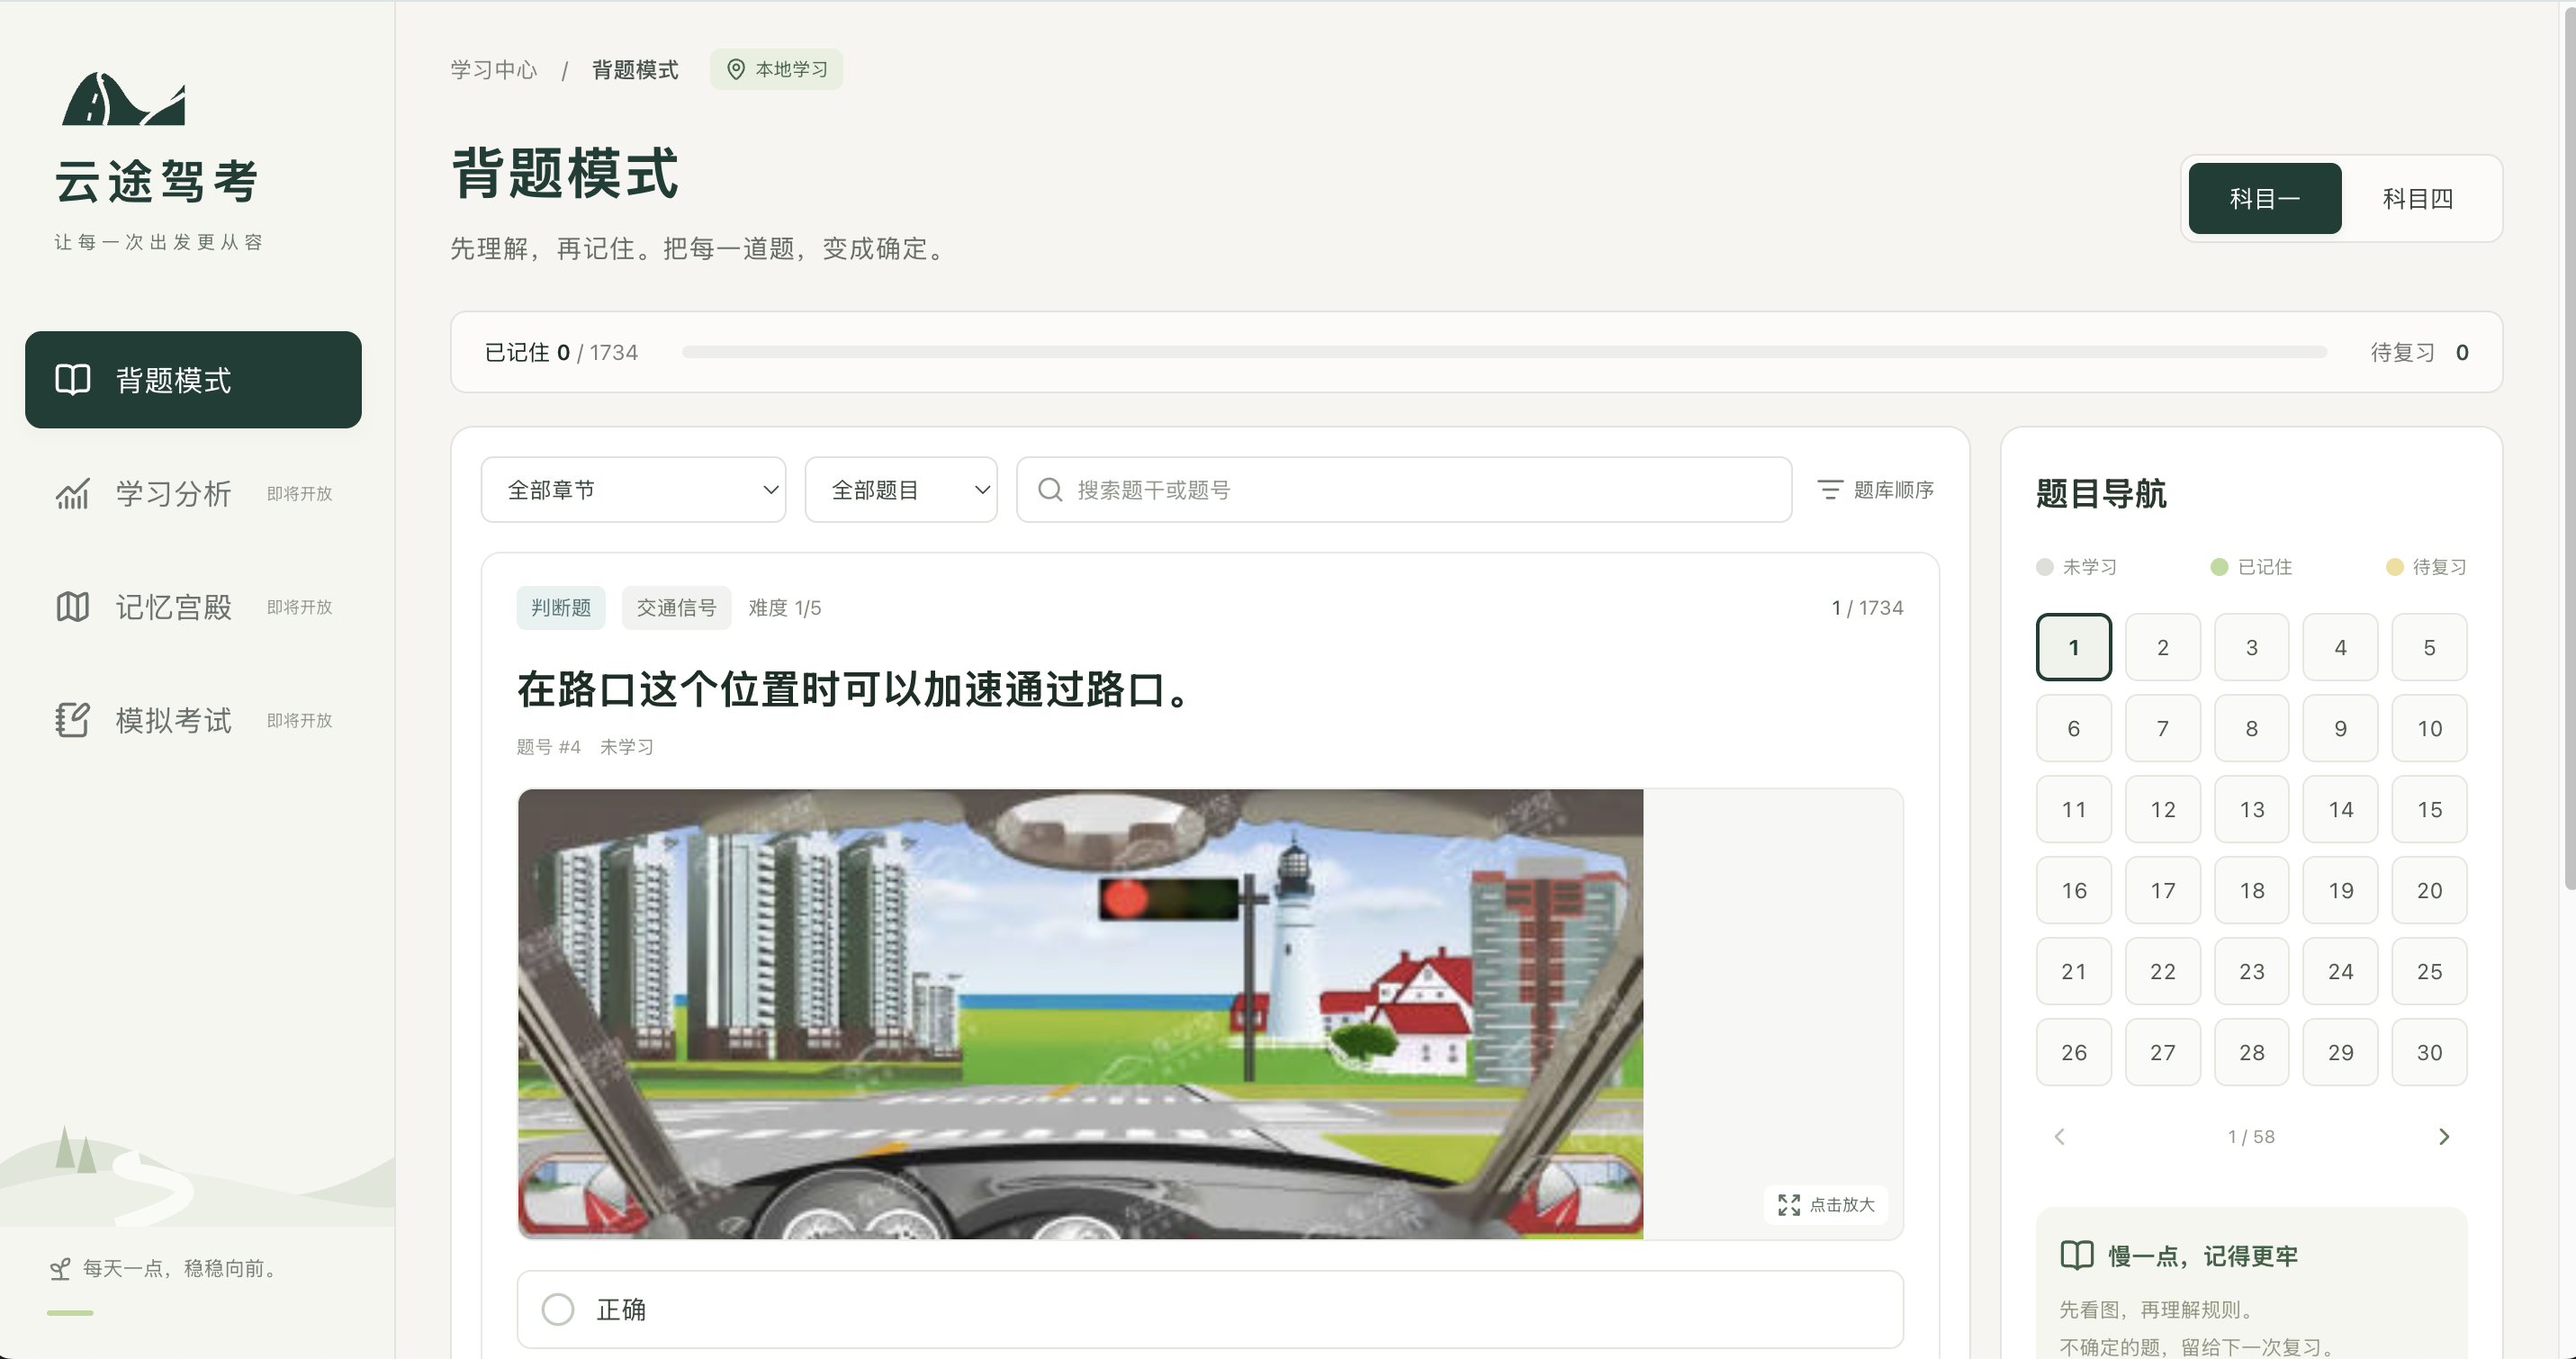 云途驾考
让每一次出发更从容
背题模式
学习分析 即将开放
记忆宫殿 即将开放
模拟考试 即将开放
每天一点，稳稳向前。
学习中心 / 背题模式 本地学习
背题模式
先理解，再记住。把每一道题，变成确定。
科目一 科目四
已记住 0 / 1734 待复习 0
全部章节 全部题目 搜索题干或题号 题库顺序
判断题 交通信号 难度 1/5 1 / 1734
在路口这个位置时可以加速通过路口。
题号 #4 未学习
点击放大
正确
题目导航
未学习 已记住 待复习
1 2 3 4 5
6 7 8 9 10
11 12 13 14 15
16 17 18 19 20
21 22 23 24 25
26 27 28 29 30
1 / 58
慢一点，记得更牢
先看图，再理解规则。
不确定的题，留给下一次复习。